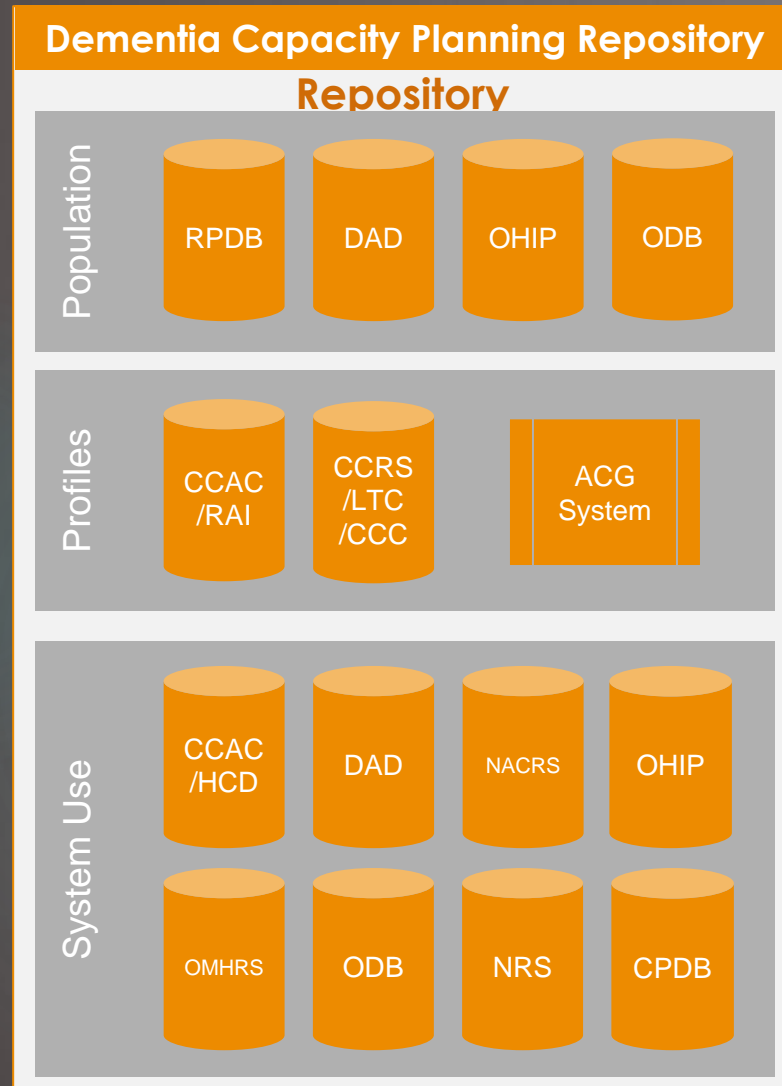 Dementia Capacity Planning Repository
Repository
Population
RPDB
DAD
OHIP
ODB
Profiles
CCAC
/RAI
CCRS
/LTC
/CCC
ACG
System
System Use
CCAC
/HCD
DAD
NACRS
OHIP
OMHRS
ODB
NRS
CPDB